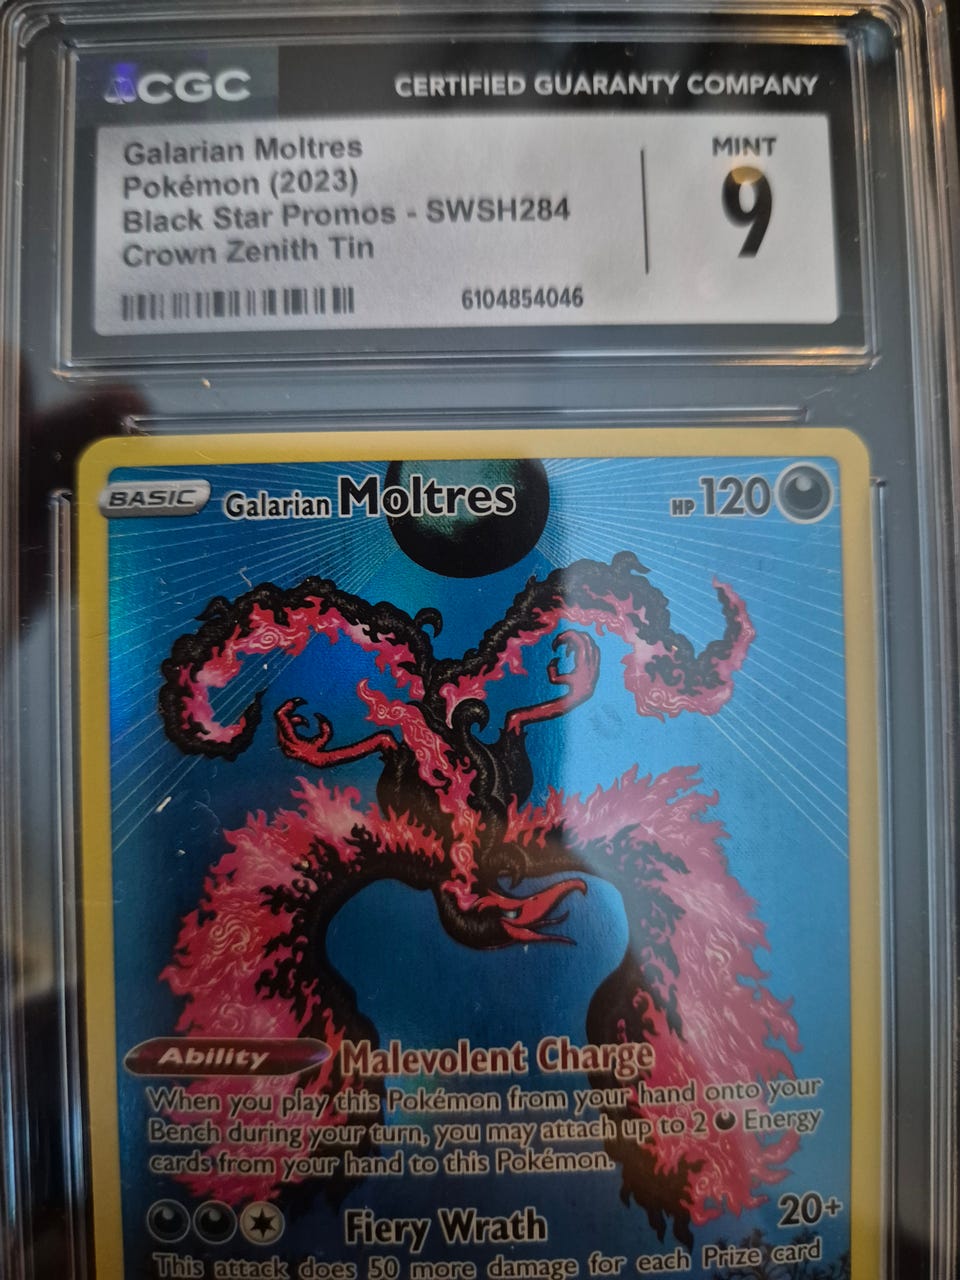 CGC
CERTIFIED GUARANTY COMPANY
Galarian Moltres
Pokémon (2023)
Black Star Promos - SWSH284
Crown Zenith Tin
MINT
9
6104854046
BASIC Galarian Moltres HP 120
Ability Malevolent Charge
When you play this Pokémon from your hand onto your
Bench during your turn, you may attach up to 2 Energy
cards from your hand to this Pokémon.
Fiery Wrath 20+
This attack does 50 more damage for each Prize card